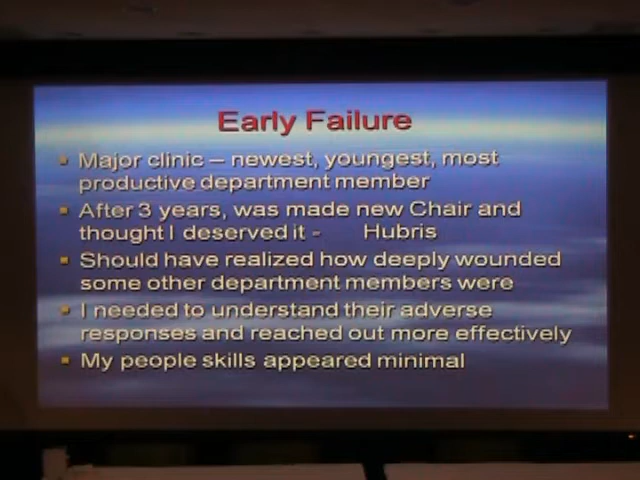 Early Failure
Major clinic – newest, youngest, most
productive department member
After 3 years, was made new Chair and
thought I deserved it - Hubris
Should have realized how deeply wounded
some other department members were
I needed to understand their adverse
responses and reached out more effectively
My people skills appeared minimal